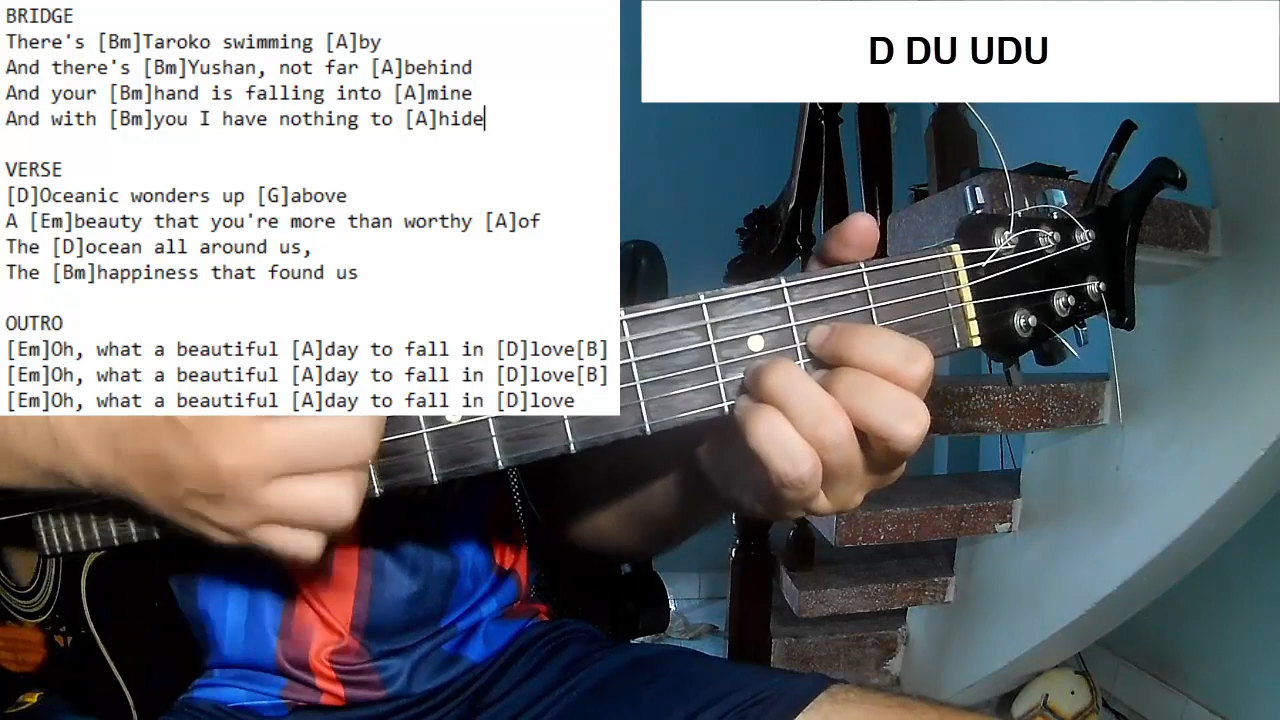 BRIDGE
There's [Bm]Taroko swimming [A]by
And there's [Bm]Yushan, not far [A]behind
And your [Bm]hand is falling into [A]mine
And with [Bm]you I have nothing to [A]hide
VERSE
[D]Oceanic wonders up [G]above
A [Em]beauty that you're more than worthy [A]of
The [D]ocean all around us,
The [Bm]happiness that found us
OUTRO
[Em]Oh, what a beautiful [A]day to fall in [D]love[B]
[Em]Oh, what a beautiful [A]day to fall in [D]love[B]
[Em]Oh, what a beautiful [A]day to fall in [D]love
D DU UDU